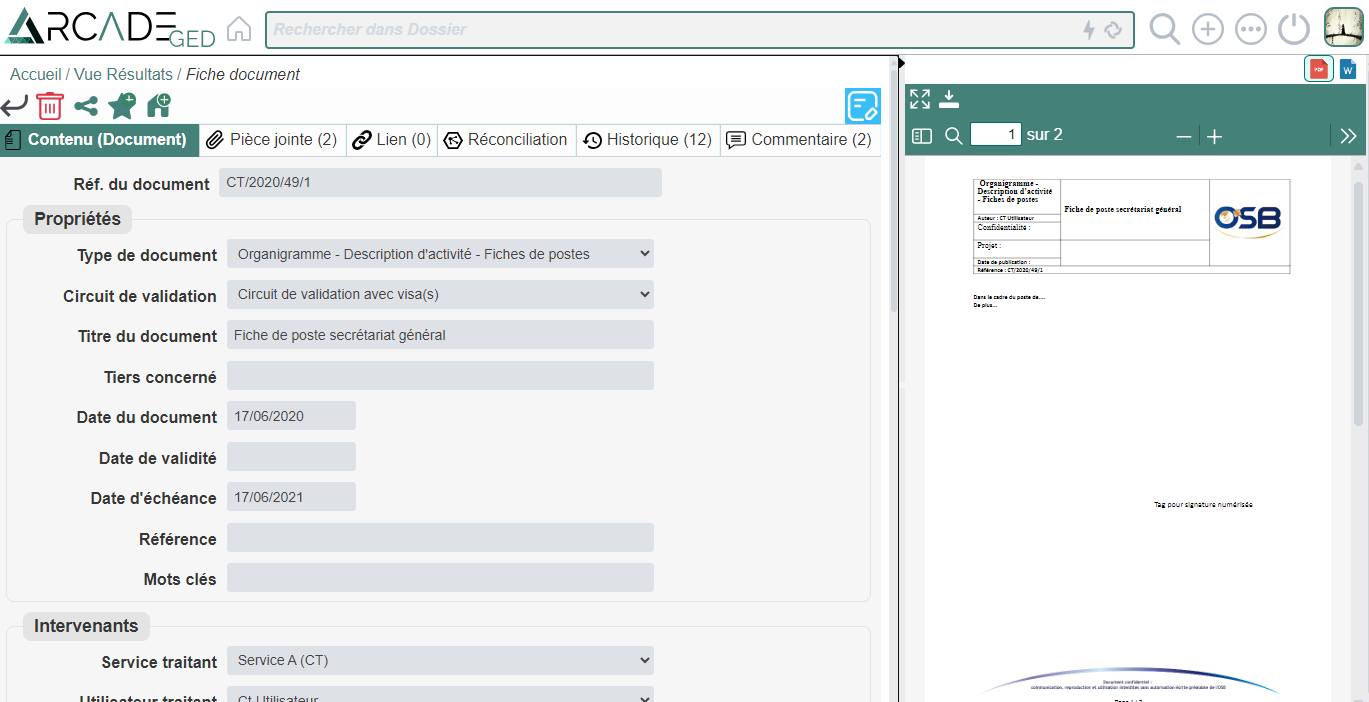 ARCADE GED
Rechercher dans Dossier
Accueil / Vue Résultats / Fiche document
Contenu (Document)
Pièce jointe (2)
Lien (0)
Réconciliation
Historique (12)
Commentaire (2)
Réf. du document CT/2020/49/1
Propriétés
Type de document Organigramme - Description d'activité - Fiches de postes
Circuit de validation Circuit de validation avec visa(s)
Titre du document Fiche de poste secrétariat général
Tiers concerné
Date du document 17/06/2020
Date de validité
Date d'échéance 17/06/2021
Référence
Mots clés
Intervenants
Service traitant Service A (CT)
Utilisateur traitant Ct Utilisateur
PDF
W
1 sur 2
Organigramme -
Description d'activité
- Fiches de postes
Auteur : CT Utilisateur
Confidentialité :
Projet :
Date de publication :
Référence : CT/2020/49/1
Fiche de poste secrétariat général
OSB
Dans le cadre du poste de....
De plus...
Tag pour signature numérisée
Document confidentiel :
communication, reproduction et utilisation interdites sans autorisation écrite préalable de l'OSB